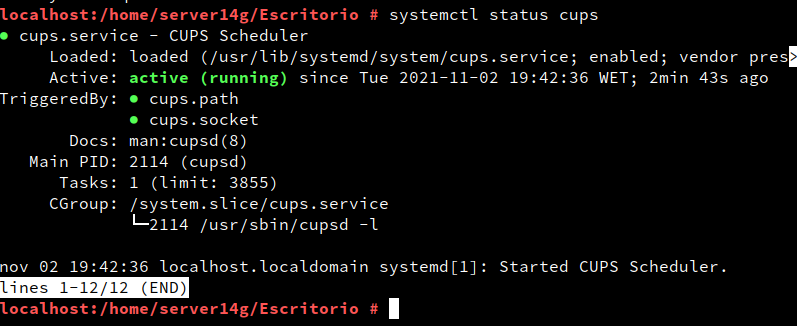 localhost:/home/server14g/Escritorio # systemctl status cups
● cups.service - CUPS Scheduler
     Loaded: loaded (/usr/lib/systemd/system/cups.service; enabled; vendor pres>
     Active: active (running) since Tue 2021-11-02 19:42:36 WET; 2min 43s ago
TriggeredBy: ● cups.path
             ● cups.socket
       Docs: man:cupsd(8)
   Main PID: 2114 (cupsd)
      Tasks: 1 (limit: 3855)
     CGroup: /system.slice/cups.service
             └─2114 /usr/sbin/cupsd -l

nov 02 19:42:36 localhost.localdomain systemd[1]: Started CUPS Scheduler.
lines 1-12/12 (END)
localhost:/home/server14g/Escritorio #